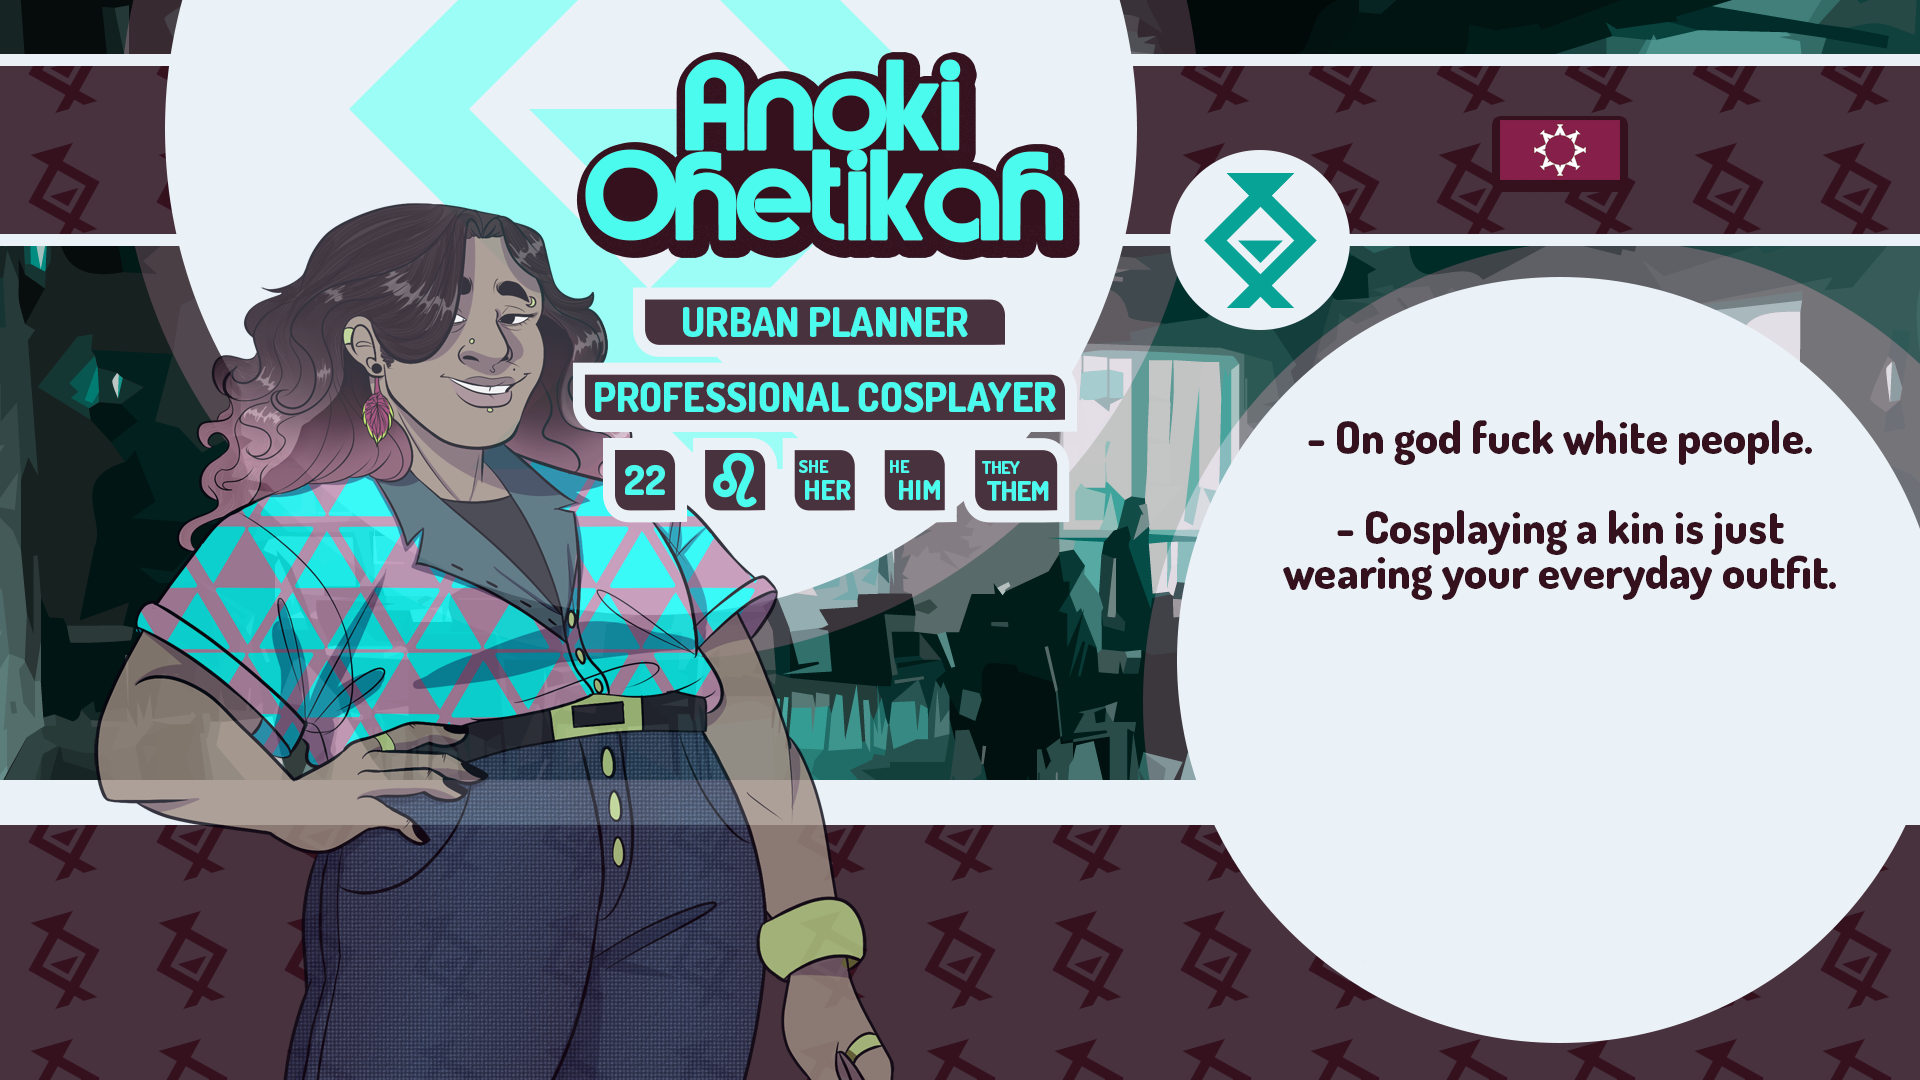 Anoki
Ohetikah
URBAN PLANNER
PROFESSIONAL COSPLAYER
22 ♌ SHE HER HE HIM THEY THEM
- On god fuck white people.
- Cosplaying a kin is just
wearing your everyday outfit.